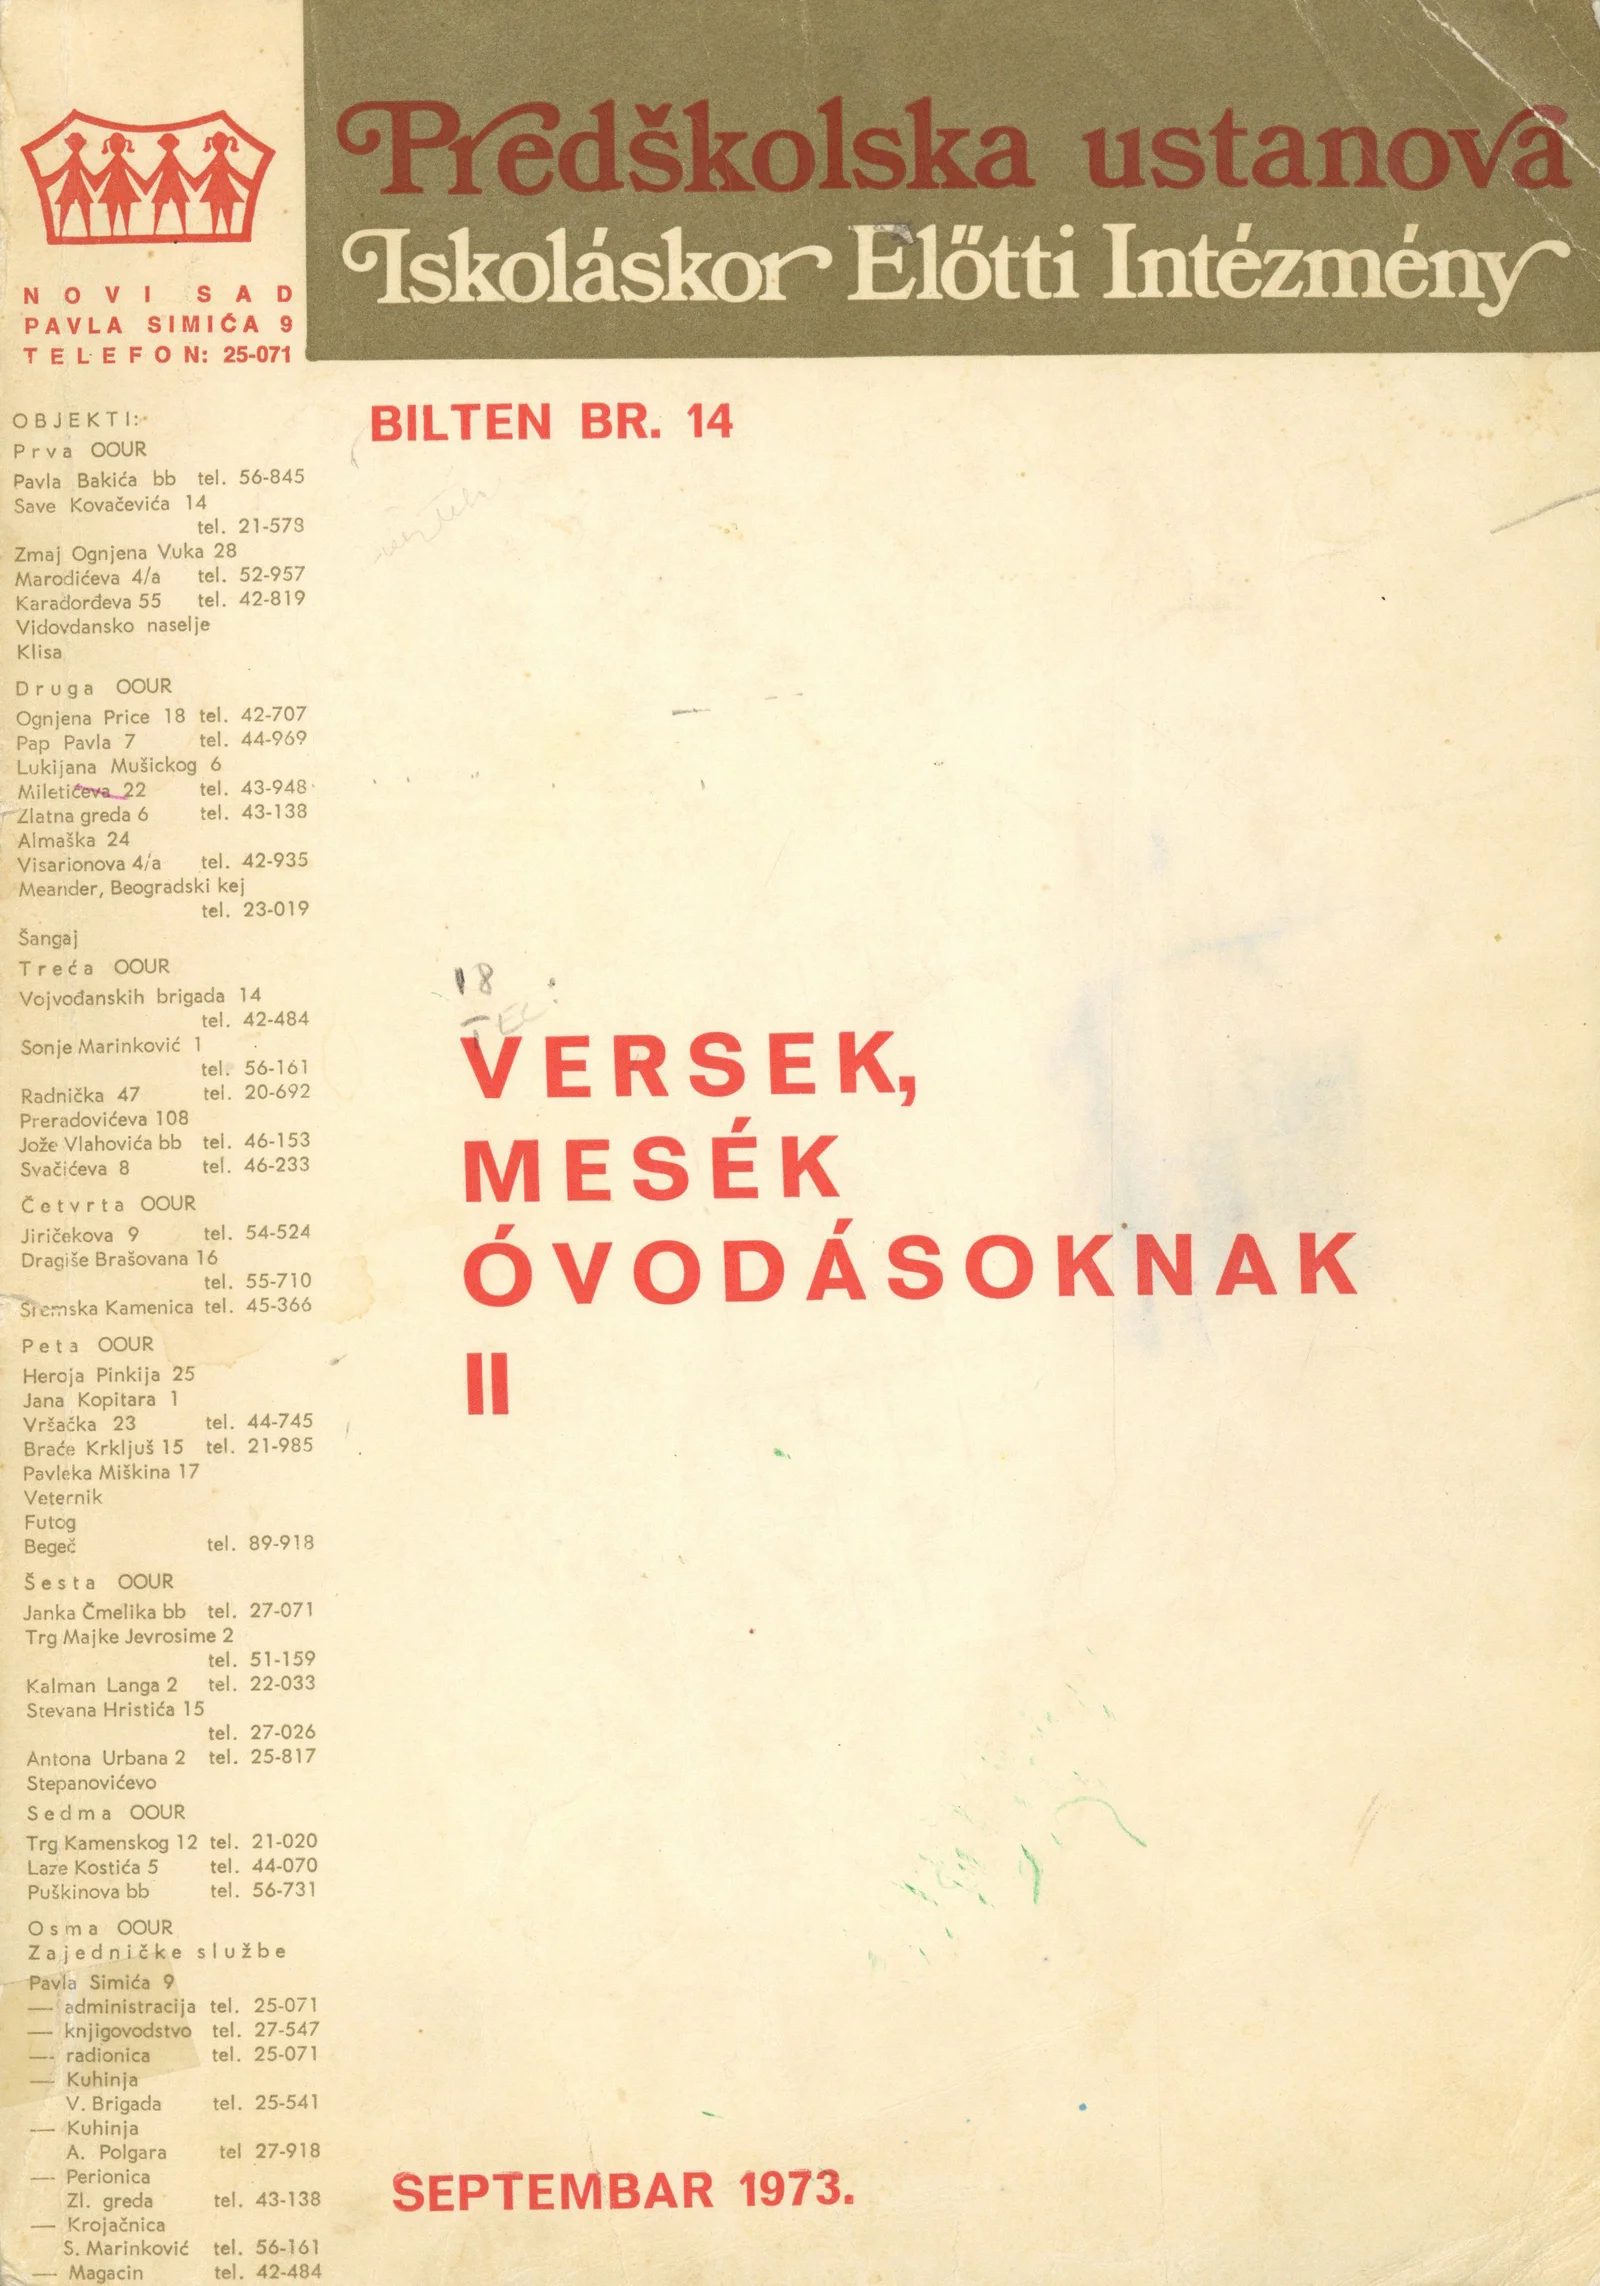 Predškolska ustanova
Iskoláskor Előtti Intézmény
NOVI SAD
PAVLA SIMIĆA 9
TELEFON: 25-071
BILTEN BR. 14
OBJEKTI:
Prva OOUR
Pavla Bakića bb tel. 56-845
Save Kovačevića 14
tel. 21-573
Zmaj Ognjena Vuka 28
Marodićeva 4/a tel. 52-957
Karadorđeva 55 tel. 42-819
Vidovdansko naselje
Klisa
Druga OOUR
Ognjena Price 18 tel. 42-707
Pap Pavla 7 tel. 44-969
Lukijana Mušickog 6
Miletićeva 22 tel. 43-948
Zlatna greda 6 tel. 43-138
Almaška 24
Visarionova 4/a tel. 42-935
Meander, Beogradski kej
tel. 23-019
Šangaj
Treća OOUR
Vojvođanskih brigada 14
tel. 42-484
Sonje Marinković 1
tel. 56-161
Radnička 47 tel. 20-692
Preradovićeva 108
Jože Vlahovića bb tel. 46-153
Svačićeva 8 tel. 46-233
Četvrta OOUR
Jiričekova 9 tel. 54-524
Dragiše Brašovana 16
tel. 55-710
Sremska Kamenica tel. 45-366
Peta OOUR
Heroja Pinkija 25
Jana Kopitara 1
Vršačka 23 tel. 44-745
Braće Krkljuš 15 tel. 21-985
Pavleka Miškina 17
Veternik
Futog
Begeč tel. 89-918
Šesta OOUR
Janka Čmelika bb tel. 27-071
Trg Majke Jevrosime 2
tel. 51-159
Kalman Langa 2 tel. 22-033
Stevana Hristića 15
tel. 27-026
Antona Urbana 2 tel. 25-817
Stepanovićevo
Sedma OOUR
Trg Kamenskog 12 tel. 21-020
Laze Kostića 5 tel. 44-070
Puškinova bb tel. 56-731
Osma OOUR
Zajedničke službe
Pavla Simića 9
— administracija tel. 25-071
— knjigovodstvo tel. 27-547
— radionica tel. 25-071
— Kuhinja
V. Brigada tel. 25-541
— Kuhinja
A. Polgara tel 27-918
— Perionica
Zl. greda tel. 43-138
— Krojačnica
S. Marinković tel. 56-161
— Magacin tel. 42-484
18
VERSEK,
MESÉK
ÓVODÁSOKNAK
II
SEPTEMBAR 1973.